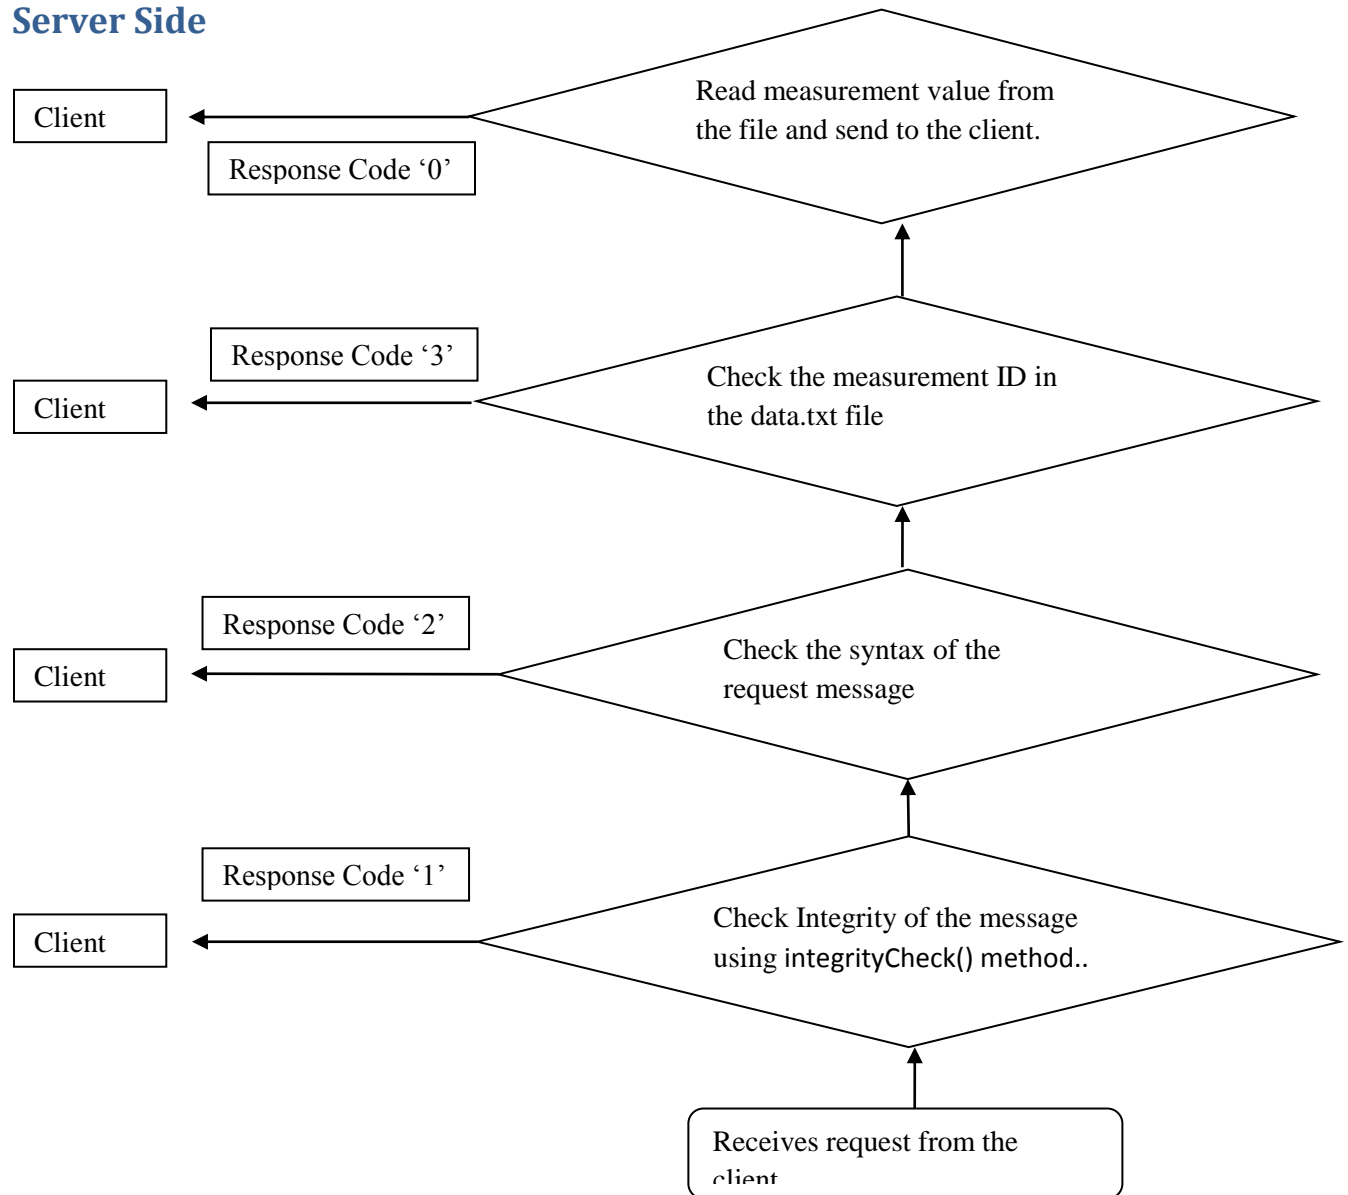 Server Side
Read measurement value from
the file and send to the client.
Client
Response Code ‘0’
Response Code ‘3’
Check the measurement ID in
the data.txt file
Client
Response Code ‘2’
Check the syntax of the
request message
Client
Response Code ‘1’
Check Integrity of the message
using integrityCheck() method..
Client
Receives request from the
client